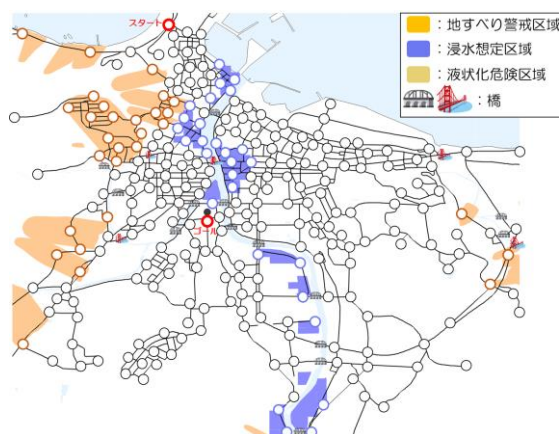 スタート
：地すべり警戒区域
：浸水想定区域
：液状化危険区域
：橋
ゴール